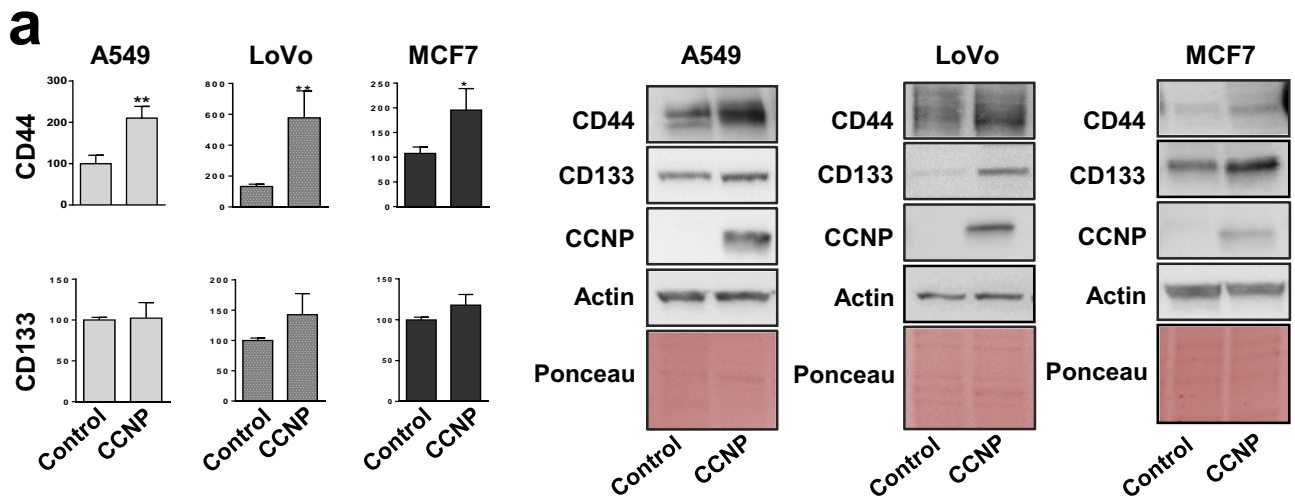 a
A549 LoVo MCF7
CD44
300
200
100
0
800
600
400
200
0
250
200
150
100
50
0
**
**
*
CD133
150
100
50
0
200
150
100
50
0
150
100
50
0
Control CCNP
Control CCNP
Control CCNP
A549
CD44
CD133
CCNP
Actin
Ponceau
Control CCNP
LoVo
CD44
CD133
CCNP
Actin
Ponceau
Control CCNP
MCF7
CD44
CD133
CCNP
Actin
Ponceau
Control CCNP